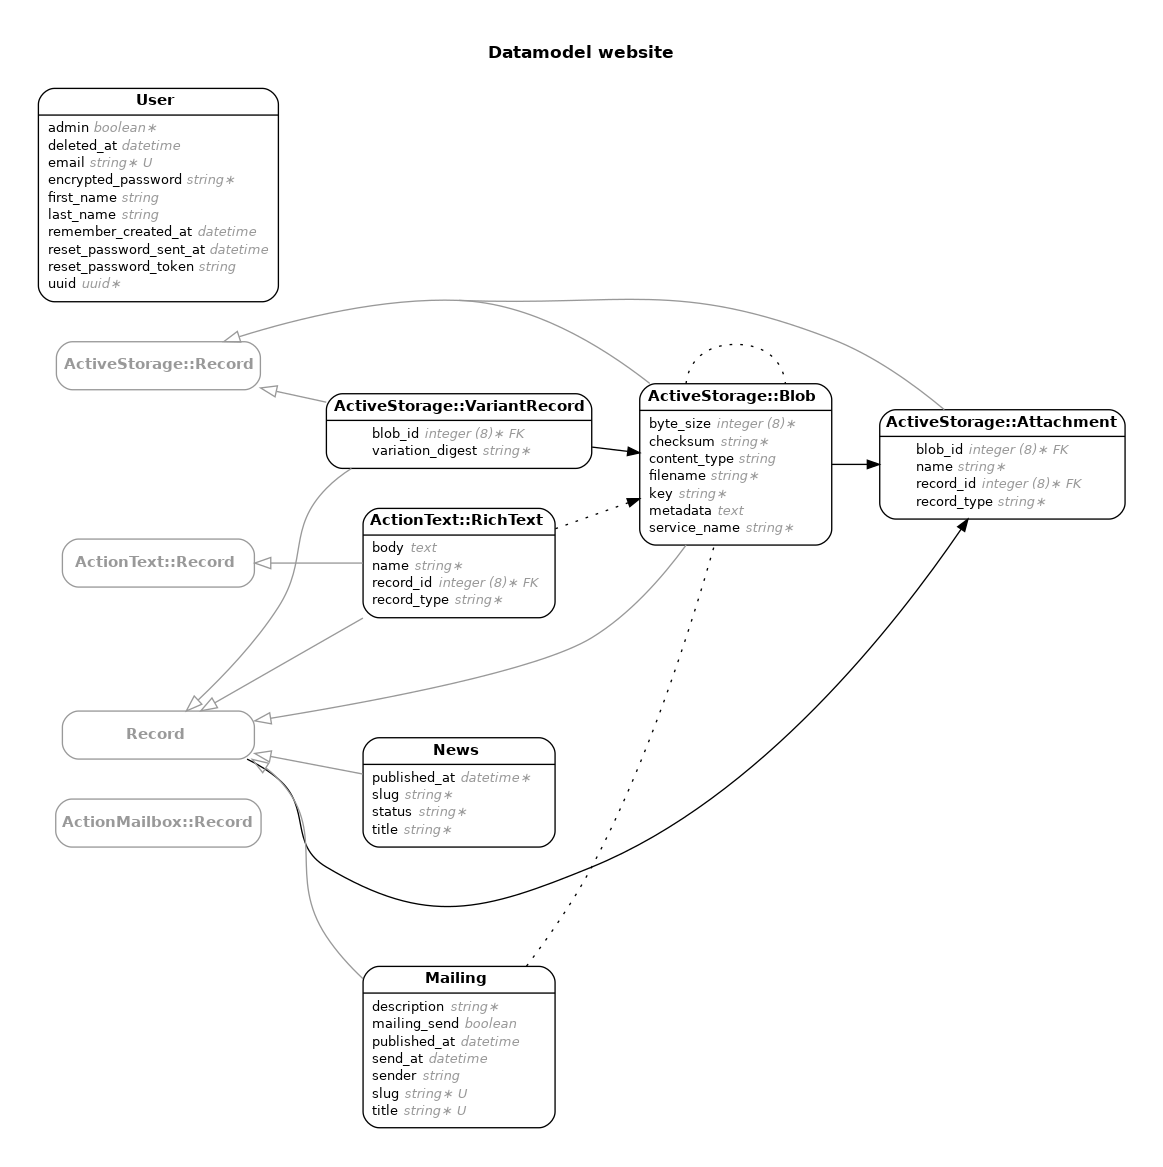 Datamodel website
User
admin boolean∗
deleted_at datetime
email string∗ U
encrypted_password string∗
first_name string
last_name string
remember_created_at datetime
reset_password_sent_at datetime
reset_password_token string
uuid uuid∗
ActiveStorage::Record
ActiveStorage::VariantRecord
blob_id integer (8)∗ FK
variation_digest string∗
ActiveStorage::Blob
byte_size integer (8)∗
checksum string∗
content_type string
filename string∗
key string∗
metadata text
service_name string∗
ActiveStorage::Attachment
blob_id integer (8)∗ FK
name string∗
record_id integer (8)∗ FK
record_type string∗
ActionText::RichText
body text
name string∗
record_id integer (8)∗ FK
record_type string∗
ActionText::Record
Record
News
published_at datetime∗
slug string∗
status string∗
title string∗
ActionMailbox::Record
Mailing
description string∗
mailing_send boolean
published_at datetime
send_at datetime
sender string
slug string∗ U
title string∗ U